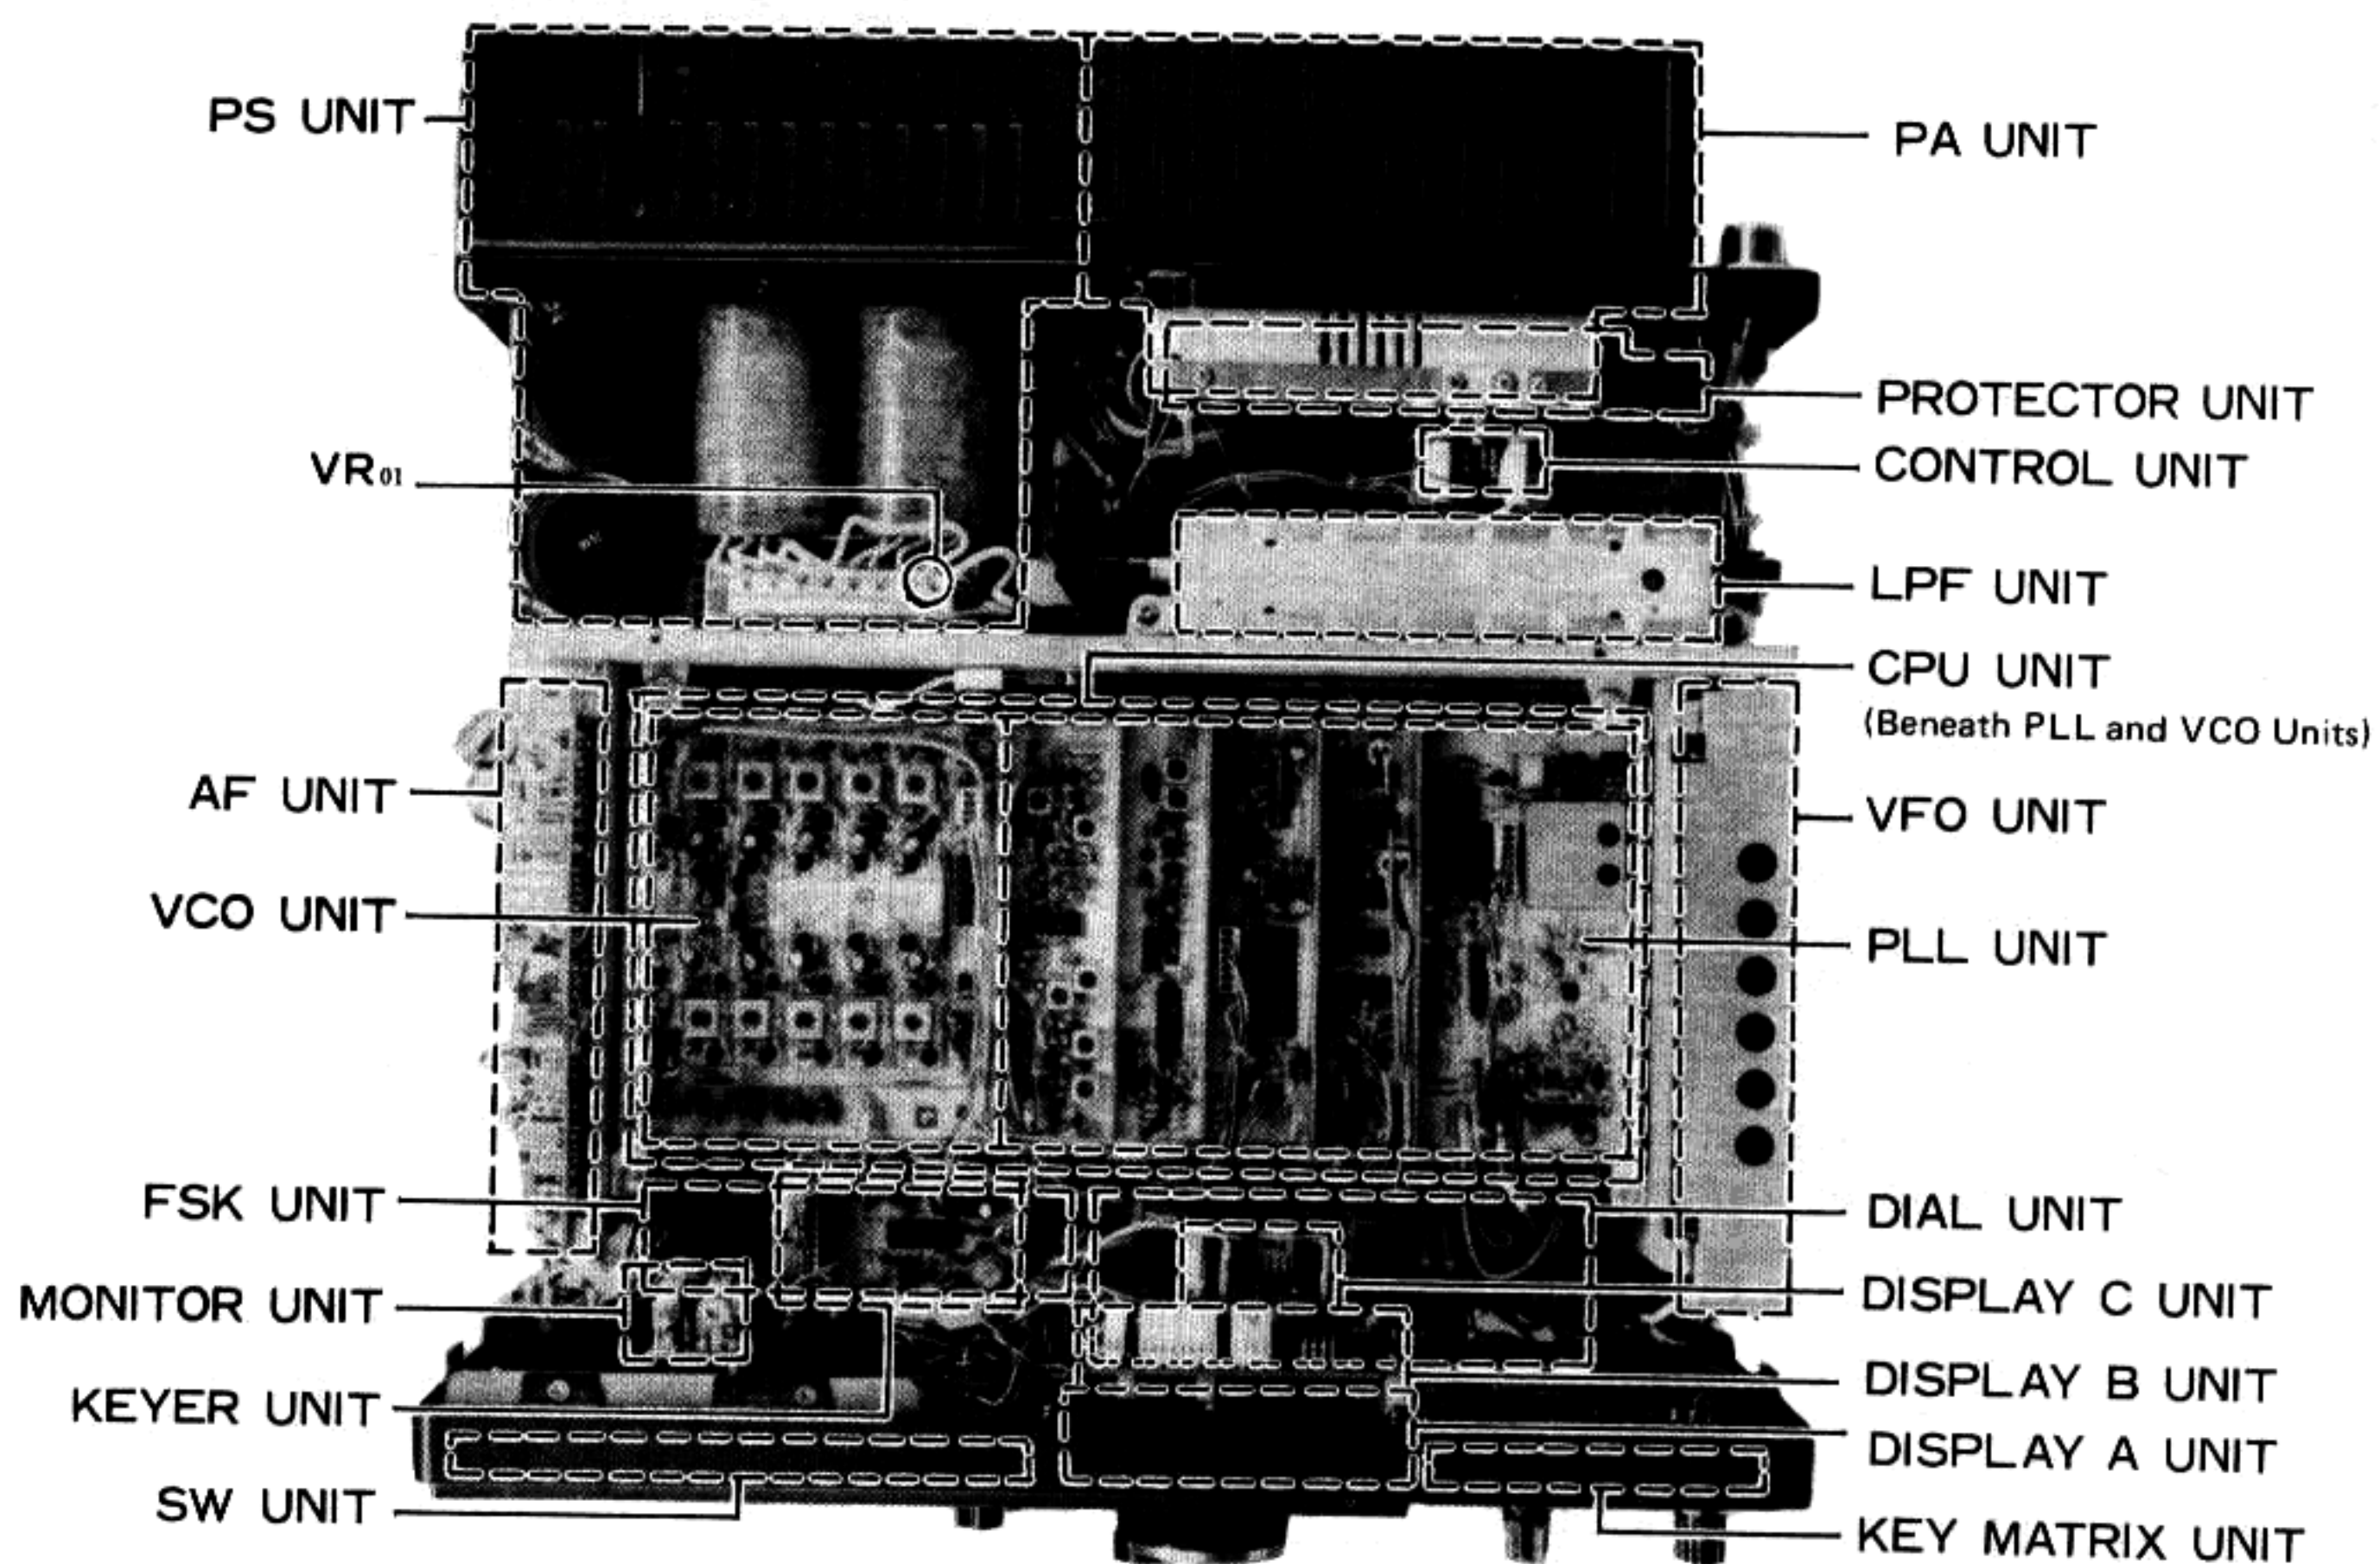 PS UNIT
PA UNIT
PROTECTOR UNIT
VR01
CONTROL UNIT
LPF UNIT
CPU UNIT
(Beneath PLL and VCO Units)
AF UNIT
VFO UNIT
VCO UNIT
PLL UNIT
FSK UNIT
DIAL UNIT
MONITOR UNIT
DISPLAY C UNIT
DISPLAY B UNIT
KEYER UNIT
DISPLAY A UNIT
SW UNIT
KEY MATRIX UNIT